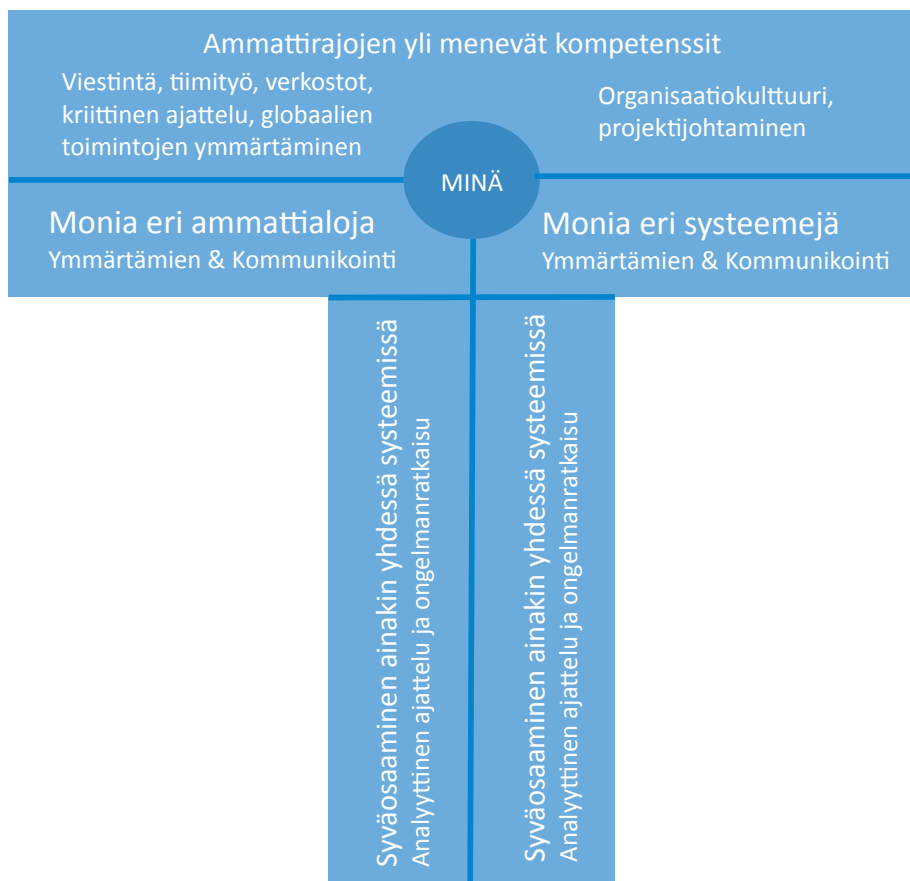 Ammattirajojen yli menevät kompetenssit
Viestintä, tiimityö, verkostot,
kriittinen ajattelu, globaalien
toimintojen ymmärtäminen
Organisaatiokulttuuri,
projektijohtaminen
MINÄ
Monia eri ammattialoja
Ymmärtämien & Kommunikointi
Monia eri systeemejä
Ymmärtämien & Kommunikointi
Syväosaaminen ainakin yhdessä systeemissä
Analyyttinen ajattelu ja ongelmanratkaisu
Syväosaaminen ainakin yhdessä systeemissä
Analyyttinen ajattelu ja ongelmanratkaisu